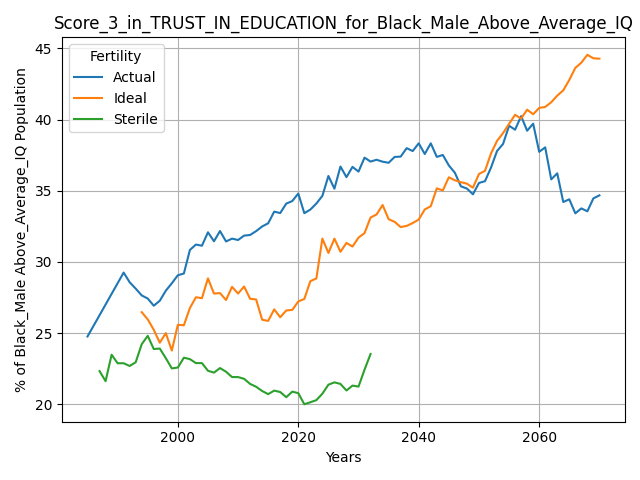 Score_3_in_TRUST_IN_EDUCATION_for_Black_Male_Above_Average_IQ
Fertility
Actual
Ideal
Sterile
% of Black_Male Above_Average_IQ Population
45
40
35
30
25
20
2000
2020
2040
2060
Years